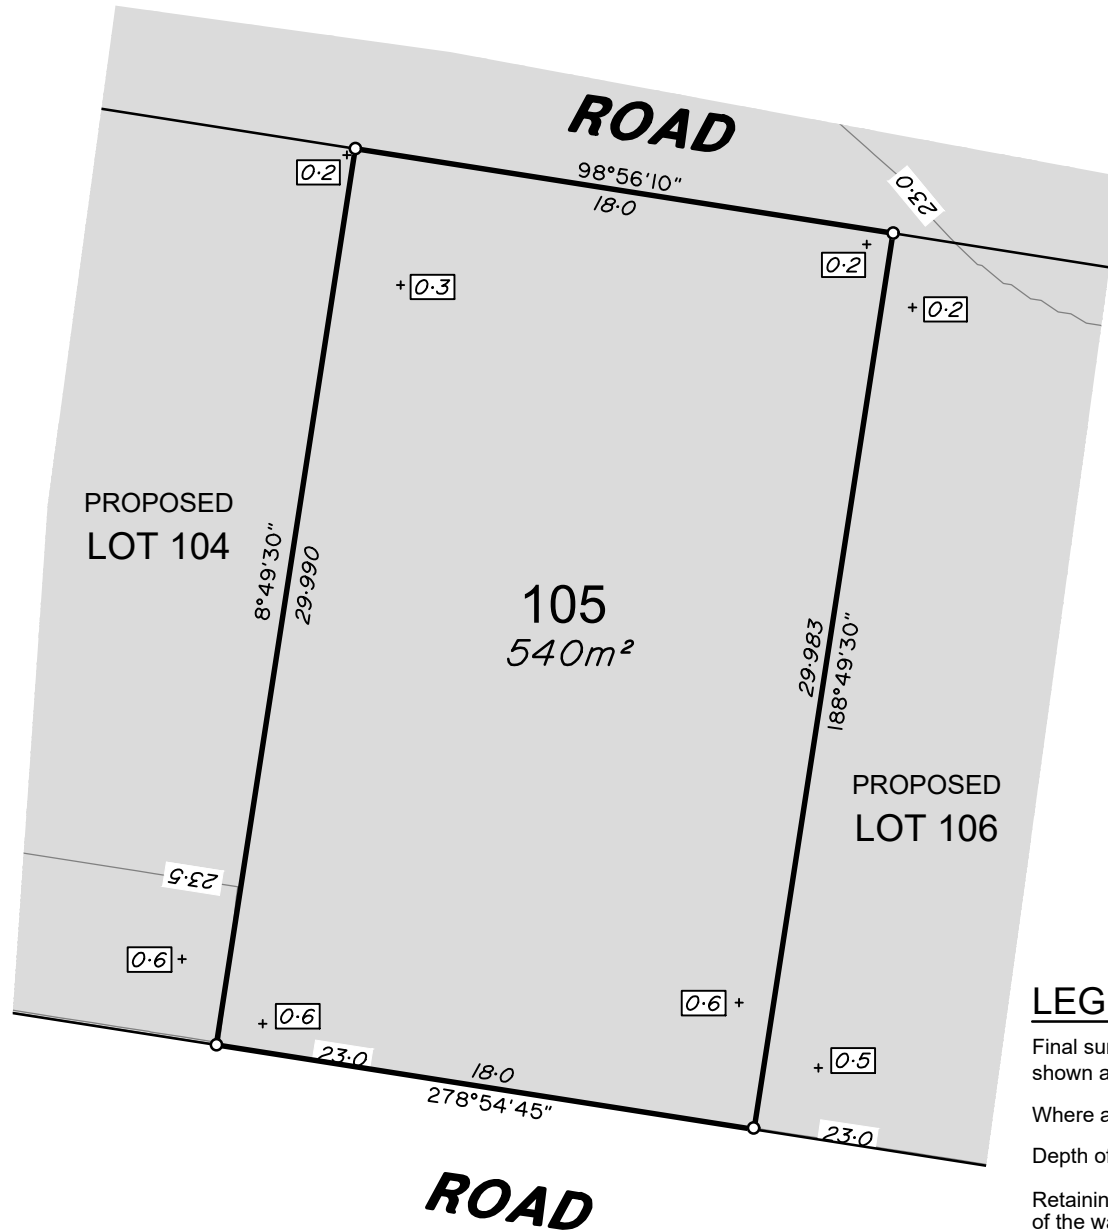 ROAD
98°56'10"
18·0
23·0
0·2
0·2
0·3
0·2
PROPOSED
LOT 104
8°49'30"
29·990
105
540m²
29·983
188°49'30"
PROPOSED
LOT 106
23·5
0·6
0·6
0·6
0·5
23·0
18·0
278°54'45"
23·0
ROAD
LEG
Final sur
shown a
Where a
Depth of
Retainin
of the wa